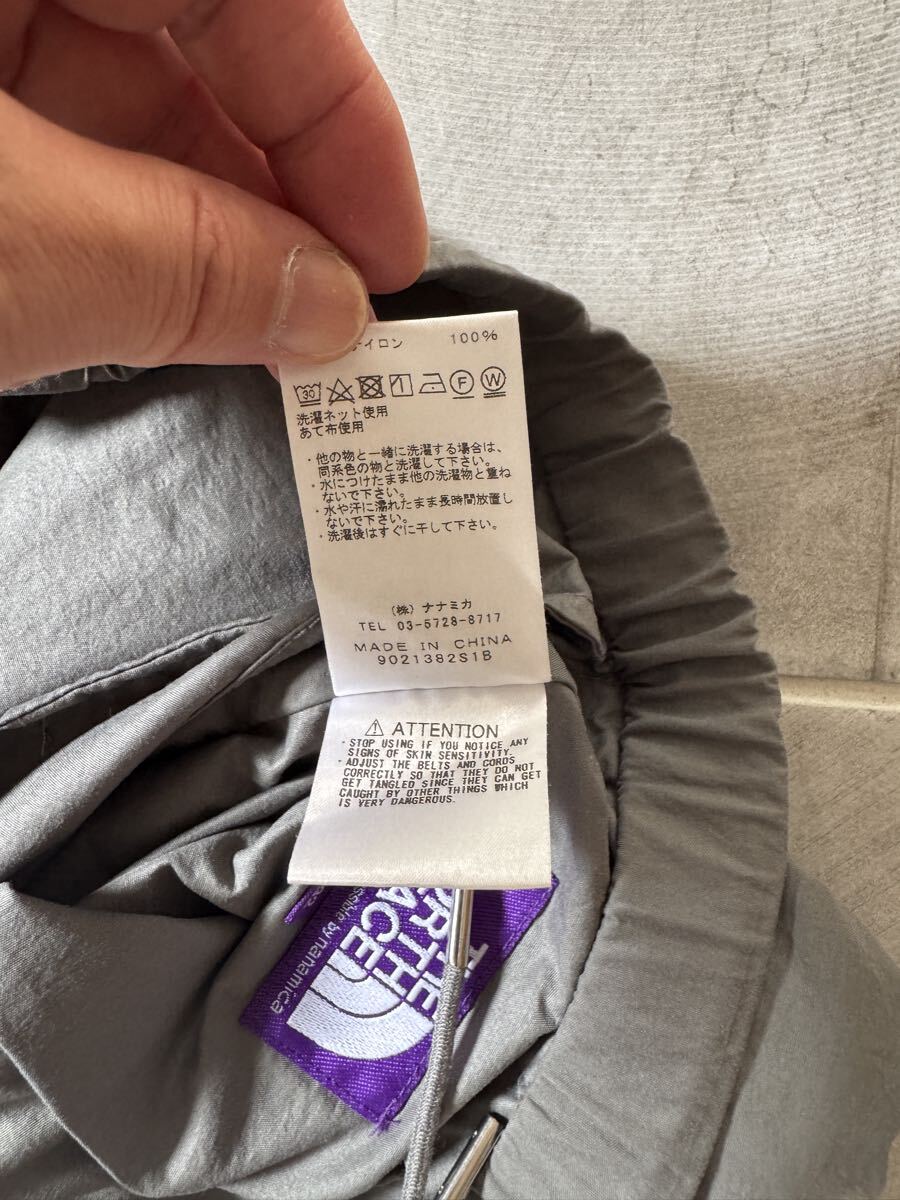 イロン 100%
30 F W
洗濯ネット使用
あて布使用
・他の物と一緒に洗濯する場合は、
同系色の物と洗濯して下さい。
・水につけたまま他の洗濯物と重ね
ないで下さい。
・水や汗に濡れたまま長時間放置し
ないで下さい。
・洗濯後はすぐに干して下さい。
(株) ナナミカ
TEL 03-5728-8717
MADE IN CHINA
9021382S1B
⚠ ATTENTION
・STOP USING IF YOU NOTICE ANY
SIGNS OF SKIN SENSITIVITY.
・ADJUST THE BELTS AND CORDS
CORRECTLY SO THAT THEY DO NOT
GET TANGLED SINCE THEY CAN GET
CAUGHT BY OTHER THINGS WHICH
IS VERY DANGEROUS.
THE
NORTH
FACE
by nanamica